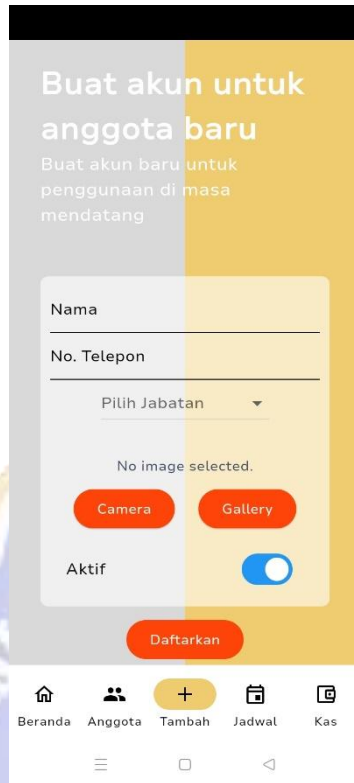 Buat akun untuk
anggota baru
Buat akun baru untuk
penggunaan di masa
mendatang
Nama
No. Telepon
Pilih Jabatan
No image selected.
Camera Gallery
Aktif
Daftarkan
Beranda Anggota Tambah Jadwal Kas